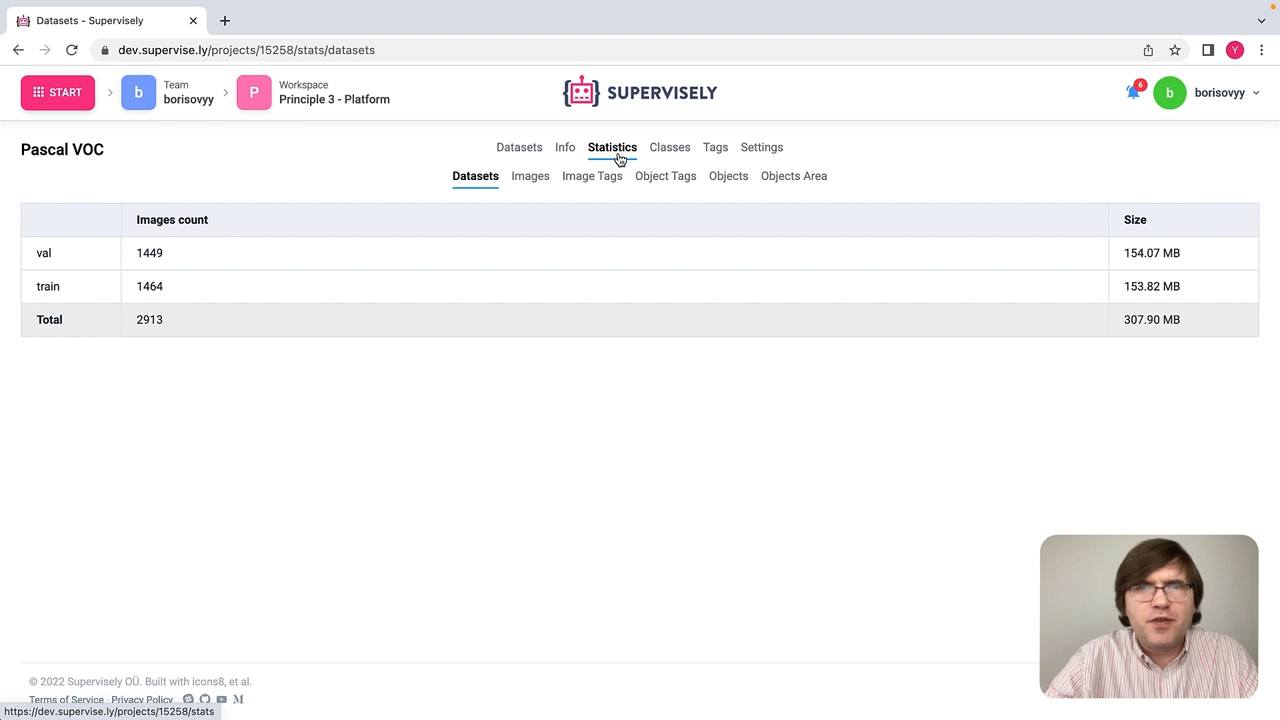 Datasets - Supervisely
dev.supervise.ly/projects/15258/stats/datasets
START
b
Team
borisovyy
P
Workspace
Principle 3 - Platform
SUPERVISELY
6
b
borisovyy
Y
Pascal VOC
Datasets Info Statistics Classes Tags Settings
Datasets Images Image Tags Object Tags Objects Objects Area
Images count Size
val 1449 154.07 MB
train 1464 153.82 MB
Total 2913 307.90 MB
© 2022 Supervisely OÜ. Built with icons8, et al.
Terms of Service · Privacy Policy
https://dev.supervise.ly/projects/15258/stats